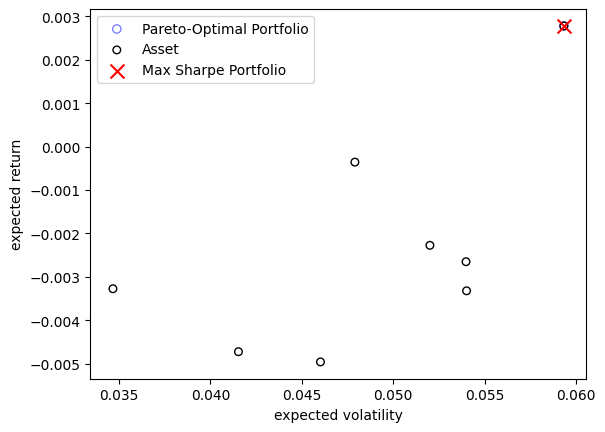 0.003
0.002
0.001
0.000
−0.001
−0.002
−0.003
−0.004
−0.005
expected return
Pareto-Optimal Portfolio
Asset
Max Sharpe Portfolio
0.035 0.040 0.045 0.050 0.055 0.060
expected volatility